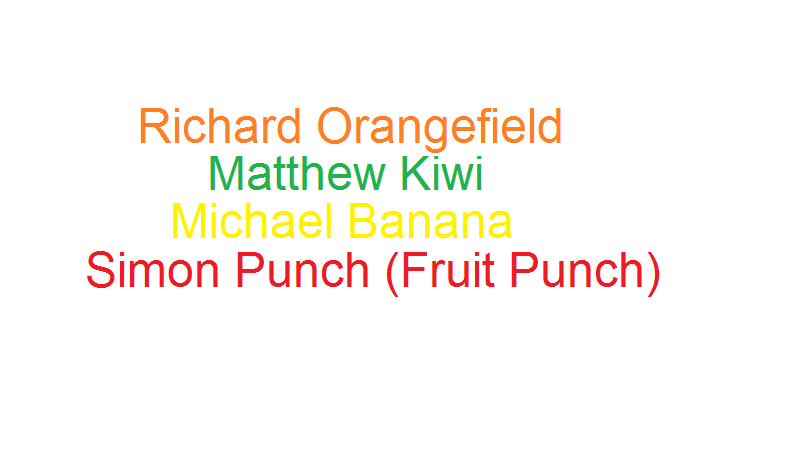 Richard Orangefield
Matthew Kiwi
Michael Banana
Simon Punch (Fruit Punch)